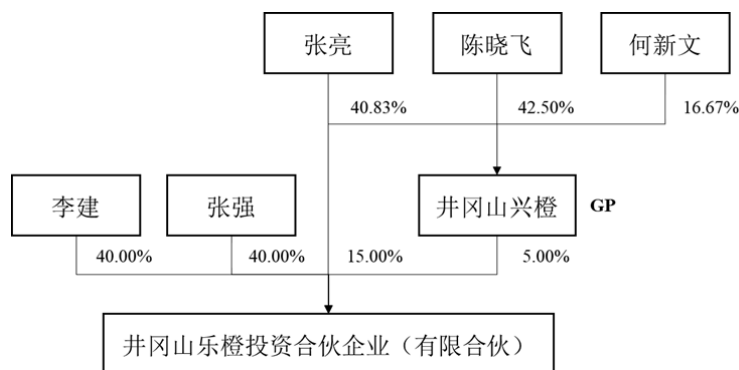 张亮
陈晓飞
何新文
40.83%
42.50%
16.67%
李建
张强
井冈山兴橙
GP
40.00%
40.00%
15.00%
5.00%
井冈山乐橙投资合伙企业（有限合伙）